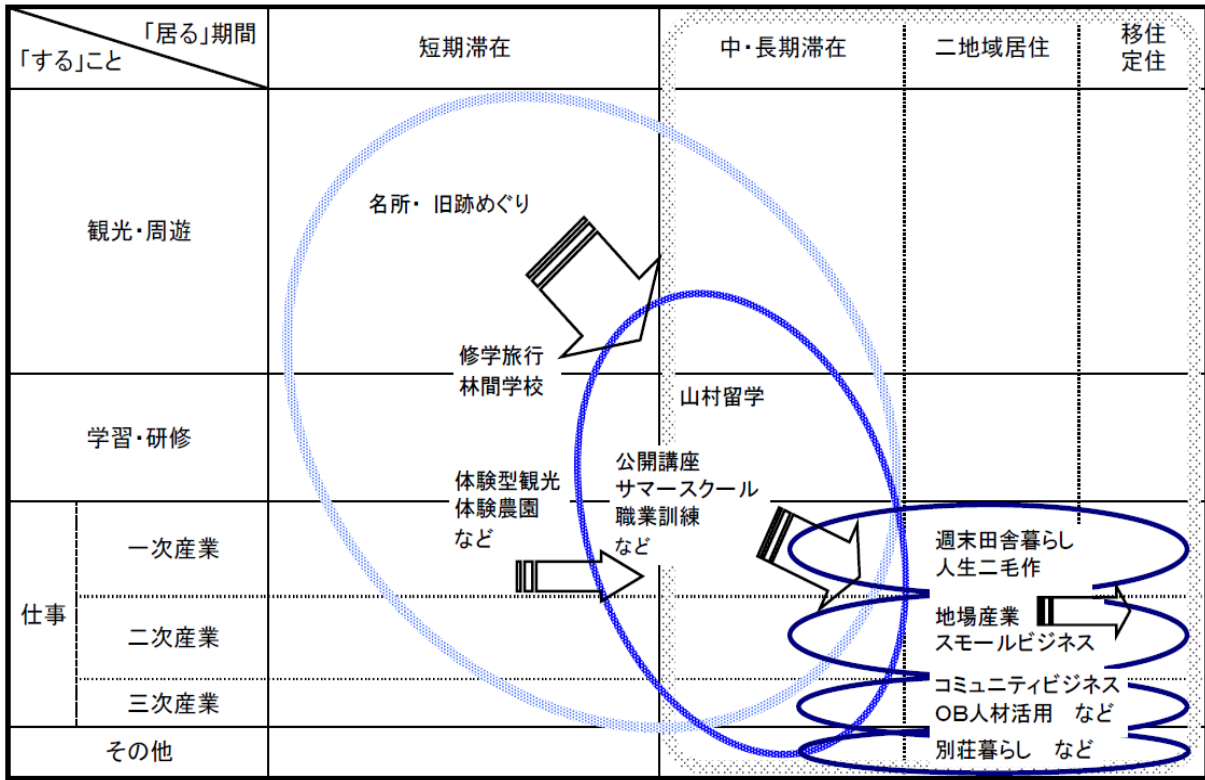 「居る」期間
「する」こと
短期滞在
中・長期滞在
二地域居住
移住
定住
観光・周遊
名所・ 旧跡めぐり
修学旅行
林間学校
学習・研修
山村留学
体験型観光
体験農園
など
公開講座
サマースクール
職業訓練
など
仕事
一次産業
週末田舎暮らし
人生二毛作
二次産業
地場産業
スモールビジネス
三次産業
コミュニティビジネス
OB人材活用 など
その他
別荘暮らし など